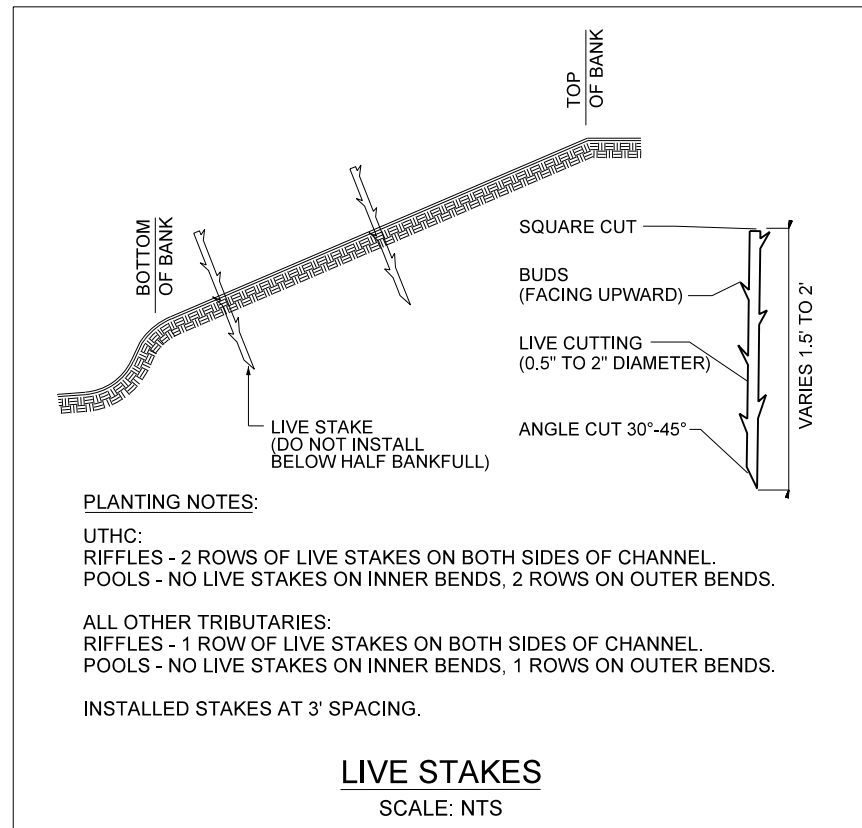 TOP
OF BANK
BOTTOM
OF BANK
SQUARE CUT
BUDS
(FACING UPWARD)
LIVE CUTTING
(0.5" TO 2" DIAMETER)
ANGLE CUT 30°-45°
VARIES 1.5' TO 2'
LIVE STAKE
(DO NOT INSTALL
BELOW HALF BANKFULL)
PLANTING NOTES:
UTHC:
RIFFLES - 2 ROWS OF LIVE STAKES ON BOTH SIDES OF CHANNEL.
POOLS - NO LIVE STAKES ON INNER BENDS, 2 ROWS ON OUTER BENDS.
ALL OTHER TRIBUTARIES:
RIFFLES - 1 ROW OF LIVE STAKES ON BOTH SIDES OF CHANNEL.
POOLS - NO LIVE STAKES ON INNER BENDS, 1 ROWS ON OUTER BENDS.
INSTALLED STAKES AT 3' SPACING.
LIVE STAKES
SCALE: NTS